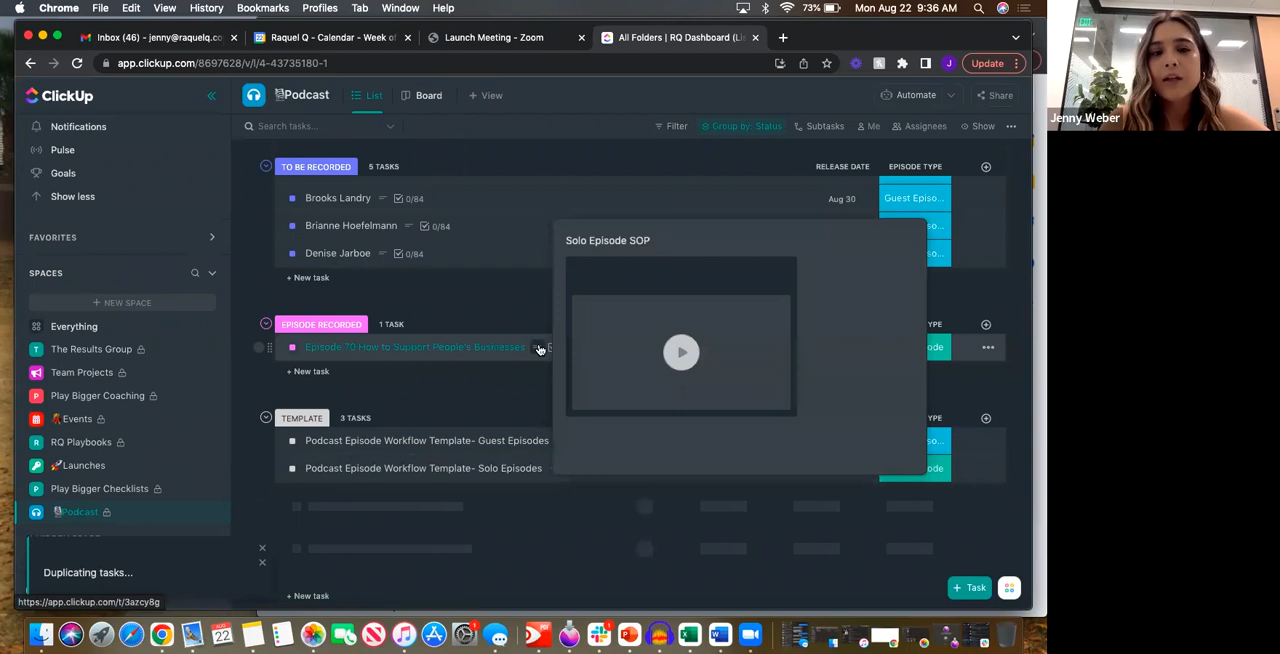 Chrome File Edit View History Bookmarks Profiles Tab Window Help 73% Mon Aug 22 9:36 AM
Inbox (46) - jenny@raquelq.co Raquel Q - Calendar - Week of Launch Meeting - Zoom All Folders | RQ Dashboard (Lis
app.clickup.com/8697628/v/l/4-43735180-1 J Update
ClickUp Podcast List Board + View Automate Share
Notifications Search tasks... Filter Group by: Status Subtasks Me Assignees Show
Pulse
Goals
Show less
FAVORITES
SPACES
+ NEW SPACE
Everything
The Results Group
Team Projects
Play Bigger Coaching
Events
RQ Playbooks
Launches
Play Bigger Checklists
Podcast
Duplicating tasks...
https://app.clickup.com/t/3azcy8g
TO BE RECORDED 5 TASKS RELEASE DATE EPISODE TYPE
Brooks Landry 0/84 Aug 30 Guest Episo...
Brianne Hoefelmann 0/84 so...
Denise Jarboe 0/84 so...
+ New task
Solo Episode SOP
EPISODE RECORDED 1 TASK YPE
Episode 70 How to Support People's Businesses ode
+ New task
TEMPLATE 3 TASKS YPE
Podcast Episode Workflow Template- Guest Episodes so...
Podcast Episode Workflow Template- Solo Episodes ode
+ New task
+ Task
Jenny Weber